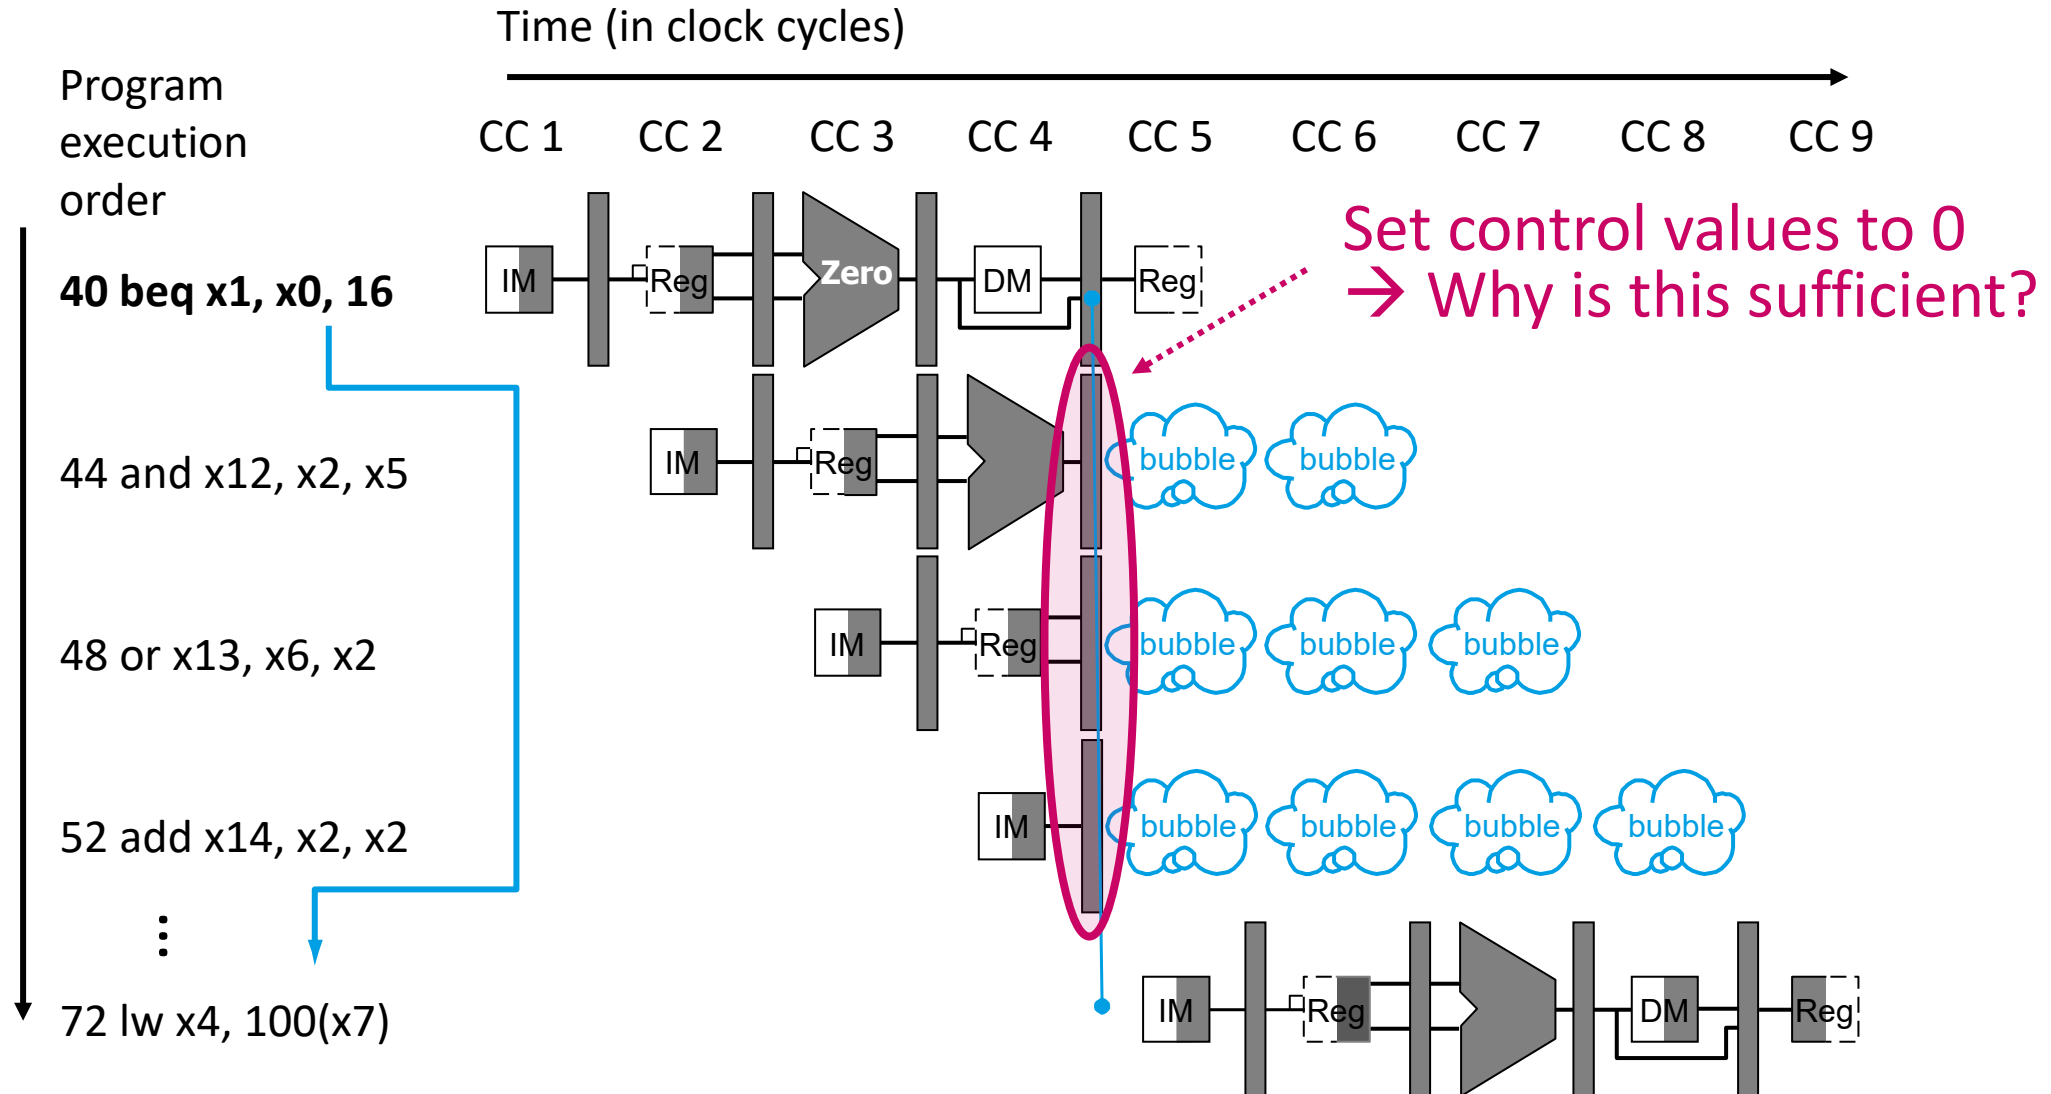 Time (in clock cycles)
Program
execution
order
CC 1 CC 2 CC 3 CC 4 CC 5 CC 6 CC 7 CC 8 CC 9
Set control values to 0
→ Why is this sufficient?
40 beq x1, x0, 16
IM Reg Zero DM Reg
44 and x12, x2, x5
IM Reg bubble bubble
48 or x13, x6, x2
IM Reg bubble bubble bubble
52 add x14, x2, x2
IM bubble bubble bubble bubble
⋮
72 lw x4, 100(x7)
IM Reg DM Reg